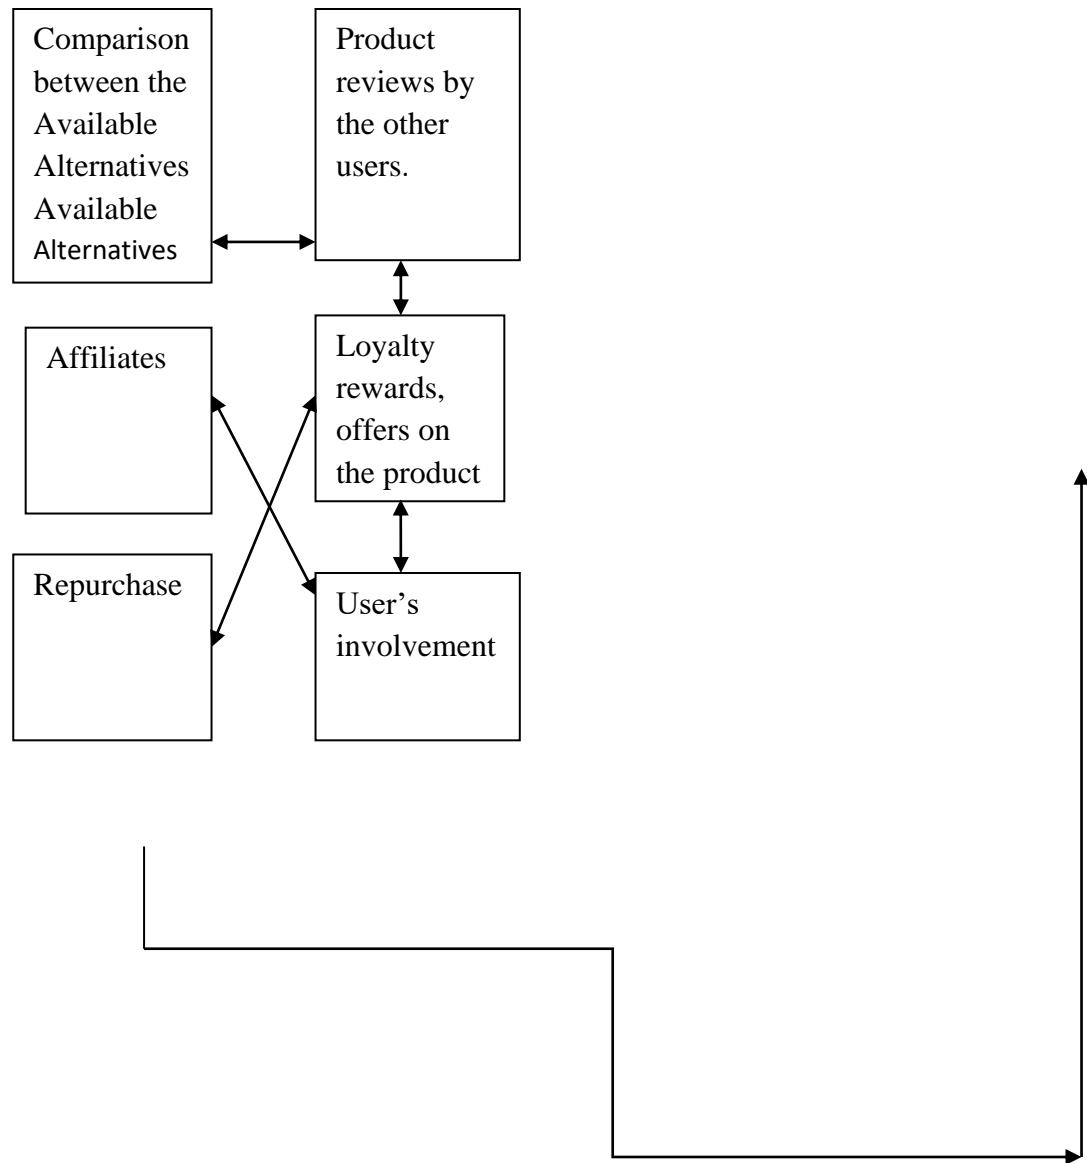 Comparison
between the
Available
Alternatives
Available
Alternatives
Product
reviews by
the other
users.
Affiliates
Loyalty
rewards,
offers on
the product
Repurchase
User’s
involvement